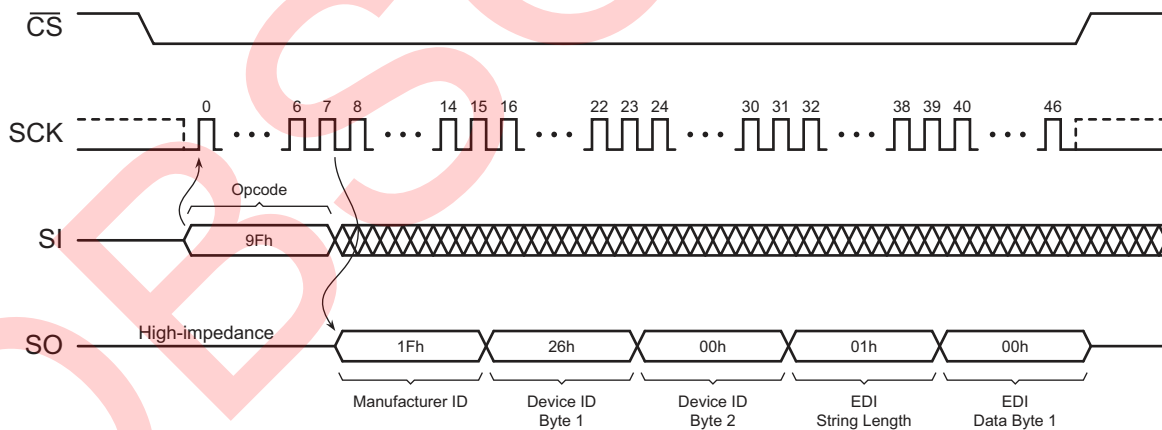 CS
0 6 7 8 14 15 16 22 23 24 30 31 32 38 39 40 46
SCK
Opcode
SI
9Fh
High-impedance
SO
1Fh 26h 00h 01h 00h
Manufacturer ID
Device ID
Byte 1
Device ID
Byte 2
EDI
String Length
EDI
Data Byte 1